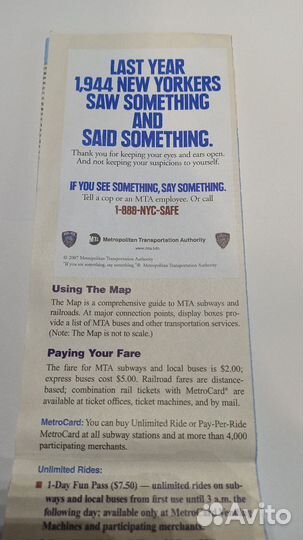 LAST YEAR
1,944 NEW YORKERS
SAW SOMETHING
AND
SAID SOMETHING.
Thank you for keeping your eyes and ears open.
And not keeping your suspicions to yourself.
IF YOU SEE SOMETHING, SAY SOMETHING.
Tell a cop or an MTA employee. Or call
1-888-NYC-SAFE
MTA Metropolitan Transportation Authority
www.mta.info
© 2007 Metropolitan Transportation Authority
"If you see something, say something"® Metropolitan Transportation Authority
Using The Map
The Map is a comprehensive guide to MTA subways and
railroads. At major connection points, display boxes pro-
vide a list of MTA buses and other transportation services.
(Note: The Map is not to scale.)
Paying Your Fare
The fare for MTA subways and local buses is $2.00;
express buses cost $5.00. Railroad fares are distance-
based; combination rail tickets with MetroCard® are
available at ticket offices, ticket machines, and by mail.
MetroCard: You can buy Unlimited Ride or Pay-Per-Ride
MetroCard at all subway stations and at more than 4,000
participating merchants.
Unlimited Rides:
■ 1-Day Fun Pass ($7.50) — unlimited rides on sub-
ways and local buses from first use until 3 a.m. the
following day; available only at MetroCard Vending
Machines and participating merchants.
Avito